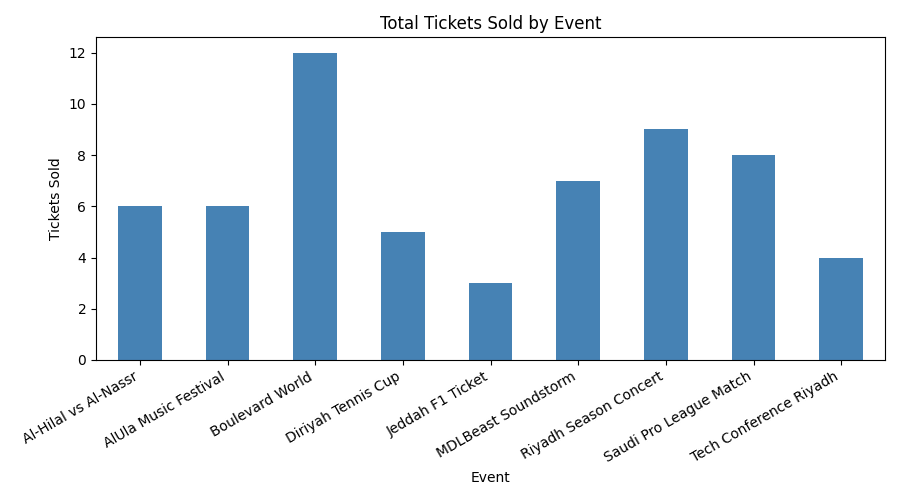 Total Tickets Sold by Event
Tickets Sold
12
10
8
6
4
2
0
Al-Hilal vs Al-Nassr
AlUla Music Festival
Boulevard World
Diriyah Tennis Cup
Jeddah F1 Ticket
MDLBeast Soundstorm
Riyadh Season Concert
Saudi Pro League Match
Tech Conference Riyadh
Event